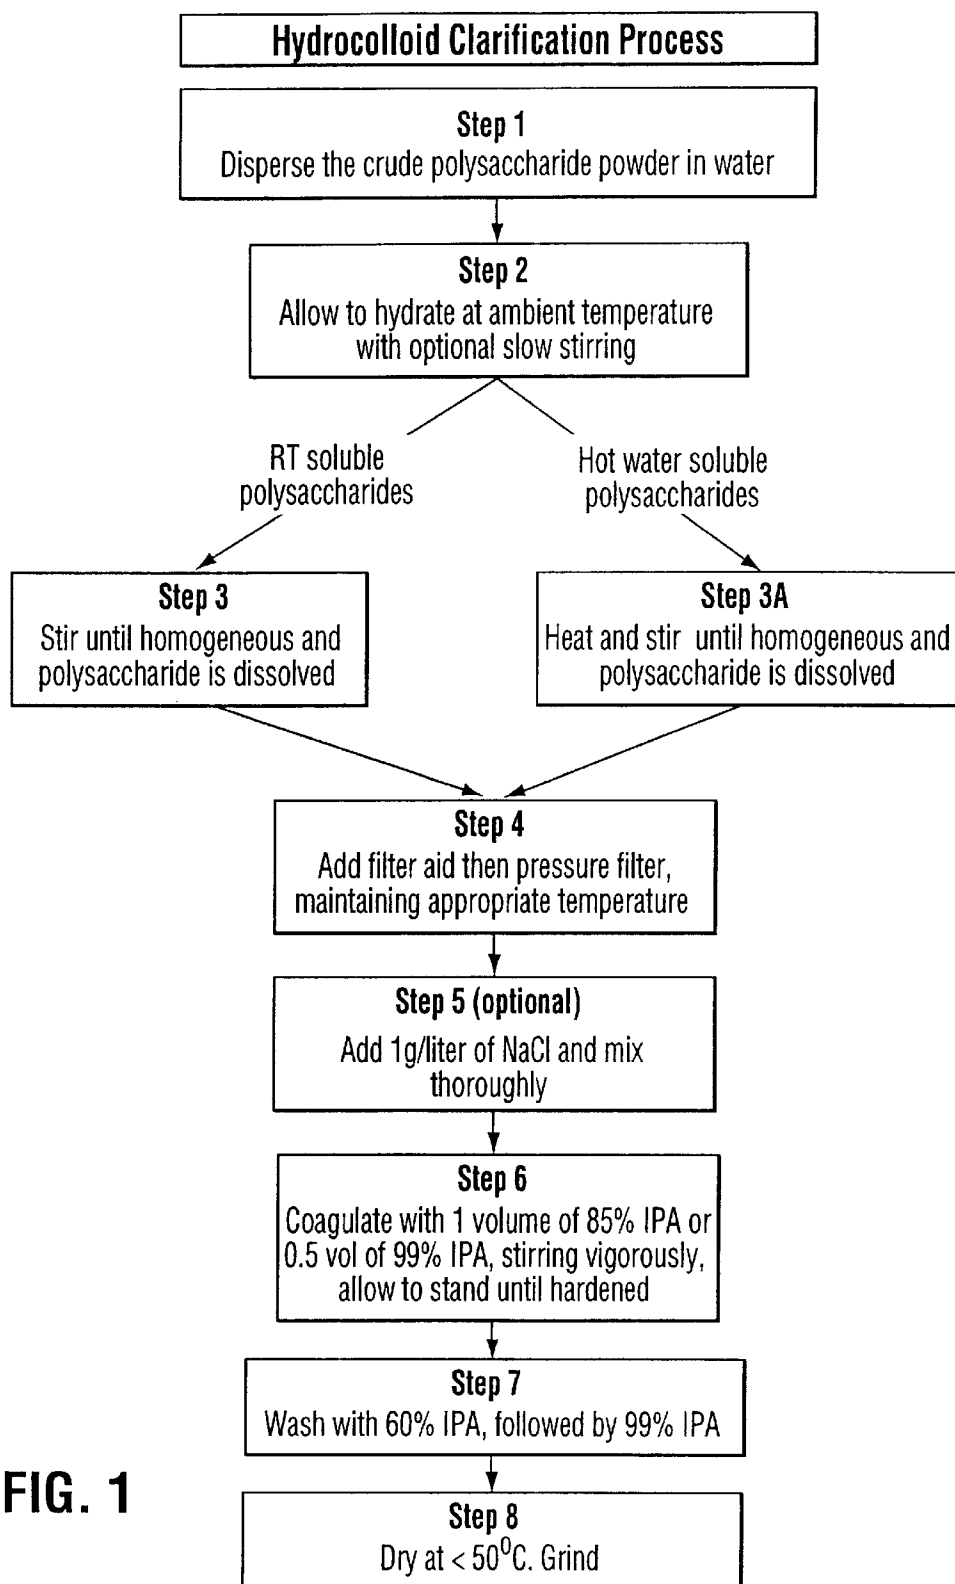 Hydrocolloid Clarification Process
Step 1
Disperse the crude polysaccharide powder in water
Step 2
Allow to hydrate at ambient temperature
with optional slow stirring
RT soluble
polysaccharides
Hot water soluble
polysaccharides
Step 3
Stir until homogeneous and
polysaccharide is dissolved
Step 3A
Heat and stir until homogeneous and
polysaccharide is dissolved
Step 4
Add filter aid then pressure filter,
maintaining appropriate temperature
Step 5 (optional)
Add 1g/liter of NaCl and mix
thoroughly
Step 6
Coagulate with 1 volume of 85% IPA or
0.5 vol of 99% IPA, stirring vigorously,
allow to stand until hardened
Step 7
Wash with 60% IPA, followed by 99% IPA
FIG. 1
Step 8
Dry at < 50⁰C. Grind